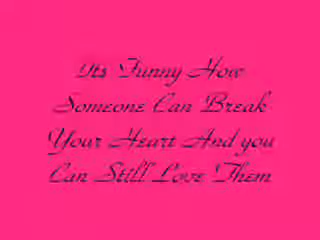 Its Funny How
Someone Can Break
Your Heart And you
Can Still Love Them